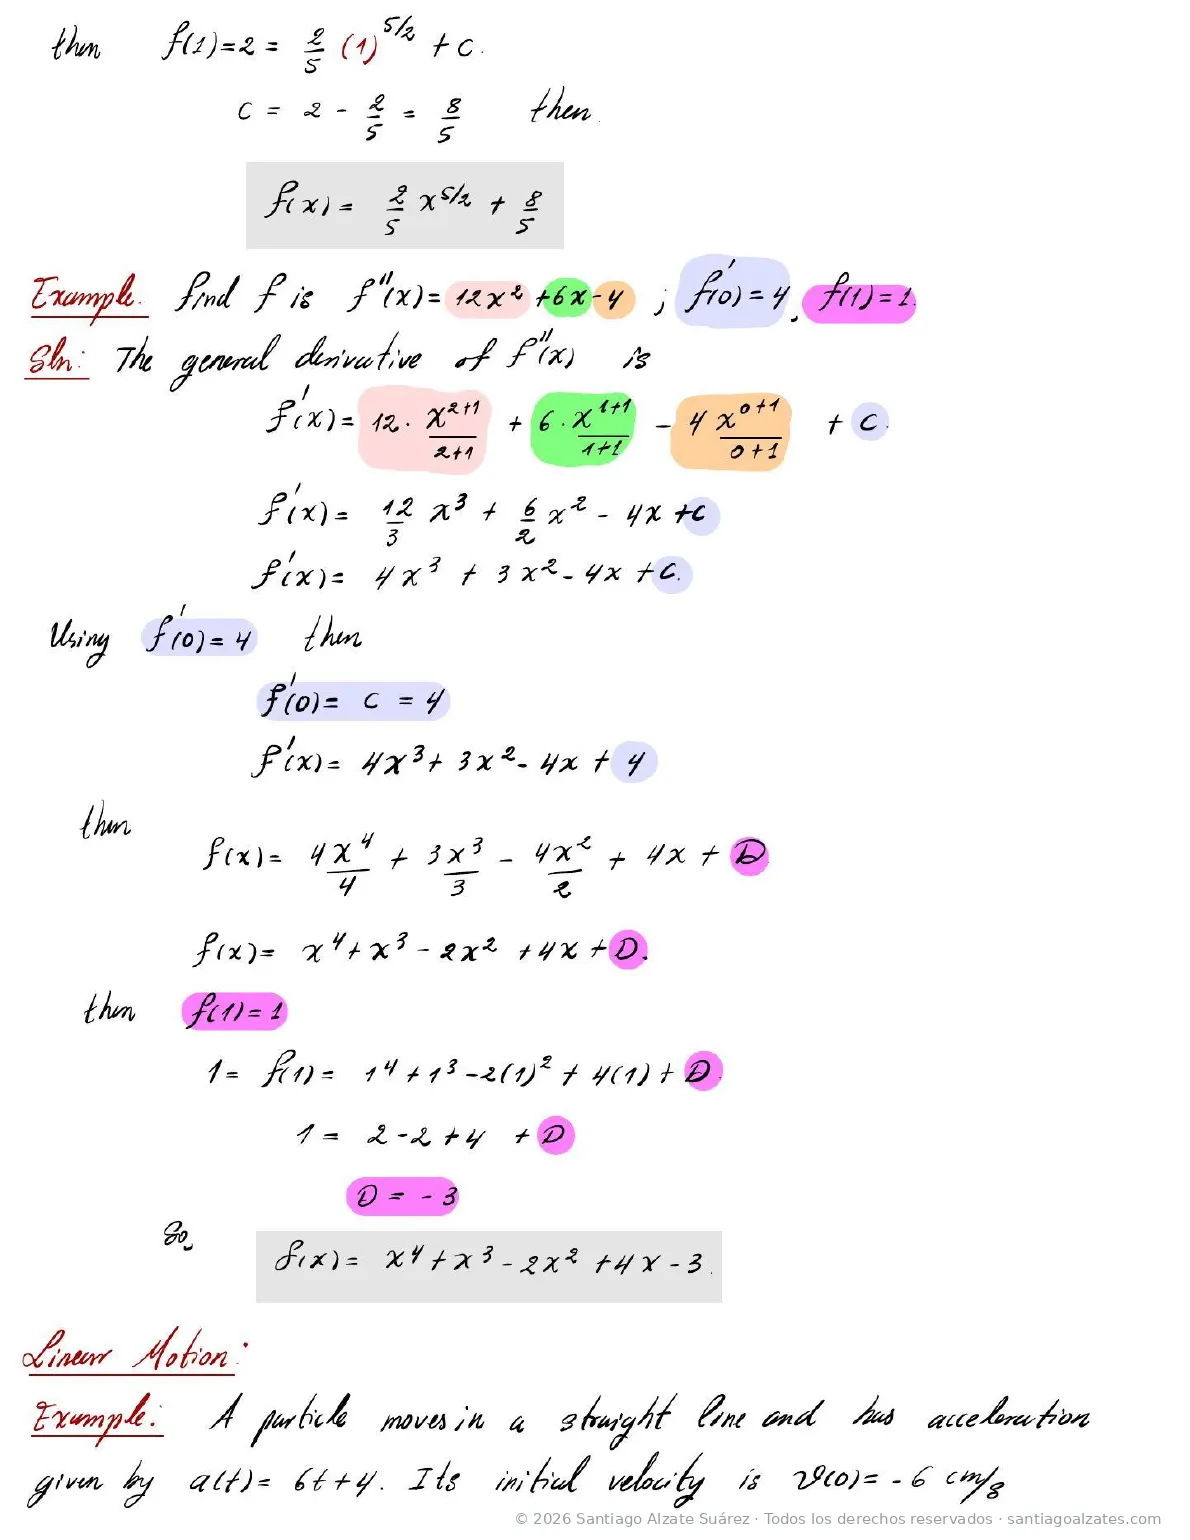 then f(1)=2 = 2/5 (1)^5/2 + C.
C = 2 - 2/5 = 8/5 then.
f(x) = 2/5 x^5/2 + 8/5
Example. find f is f''(x)= 12x² +6x-4 ; f'(0)=4, f(1)=1.
Sln: The general derivative of f''(x) is
f'(x)= 12· x^2+1/2+1 + 6· x^1+1/1+1 - 4 x^0+1/0+1 + C.
f'(x)= 12/3 x³ + 6/2 x² - 4x +C
f'(x)= 4x³ + 3x² - 4x + C.
Using f'(0)=4 then
f'(0)= C = 4
f'(x)= 4x³+ 3x² - 4x + 4
then
f(x)= 4x⁴/4 + 3x³/3 - 4x²/2 + 4x + D
f(x)= x⁴+x³ - 2x² +4x + D.
then f(1)=1
1= f(1)= 1⁴+1³-2(1)²+ 4(1)+ D.
1 = 2-2+4 + D
D = -3
So,
f(x)= x⁴+x³-2x² +4x-3.
Linear Motion:
Example: A particle moves in a straight line and has acceleration
given by a(t)= 6t+4. Its initial velocity is v(0)= -6 cm/s
© 2026 Santiago Alzate Suárez · Todos los derechos reservados · santiagoalzates.com